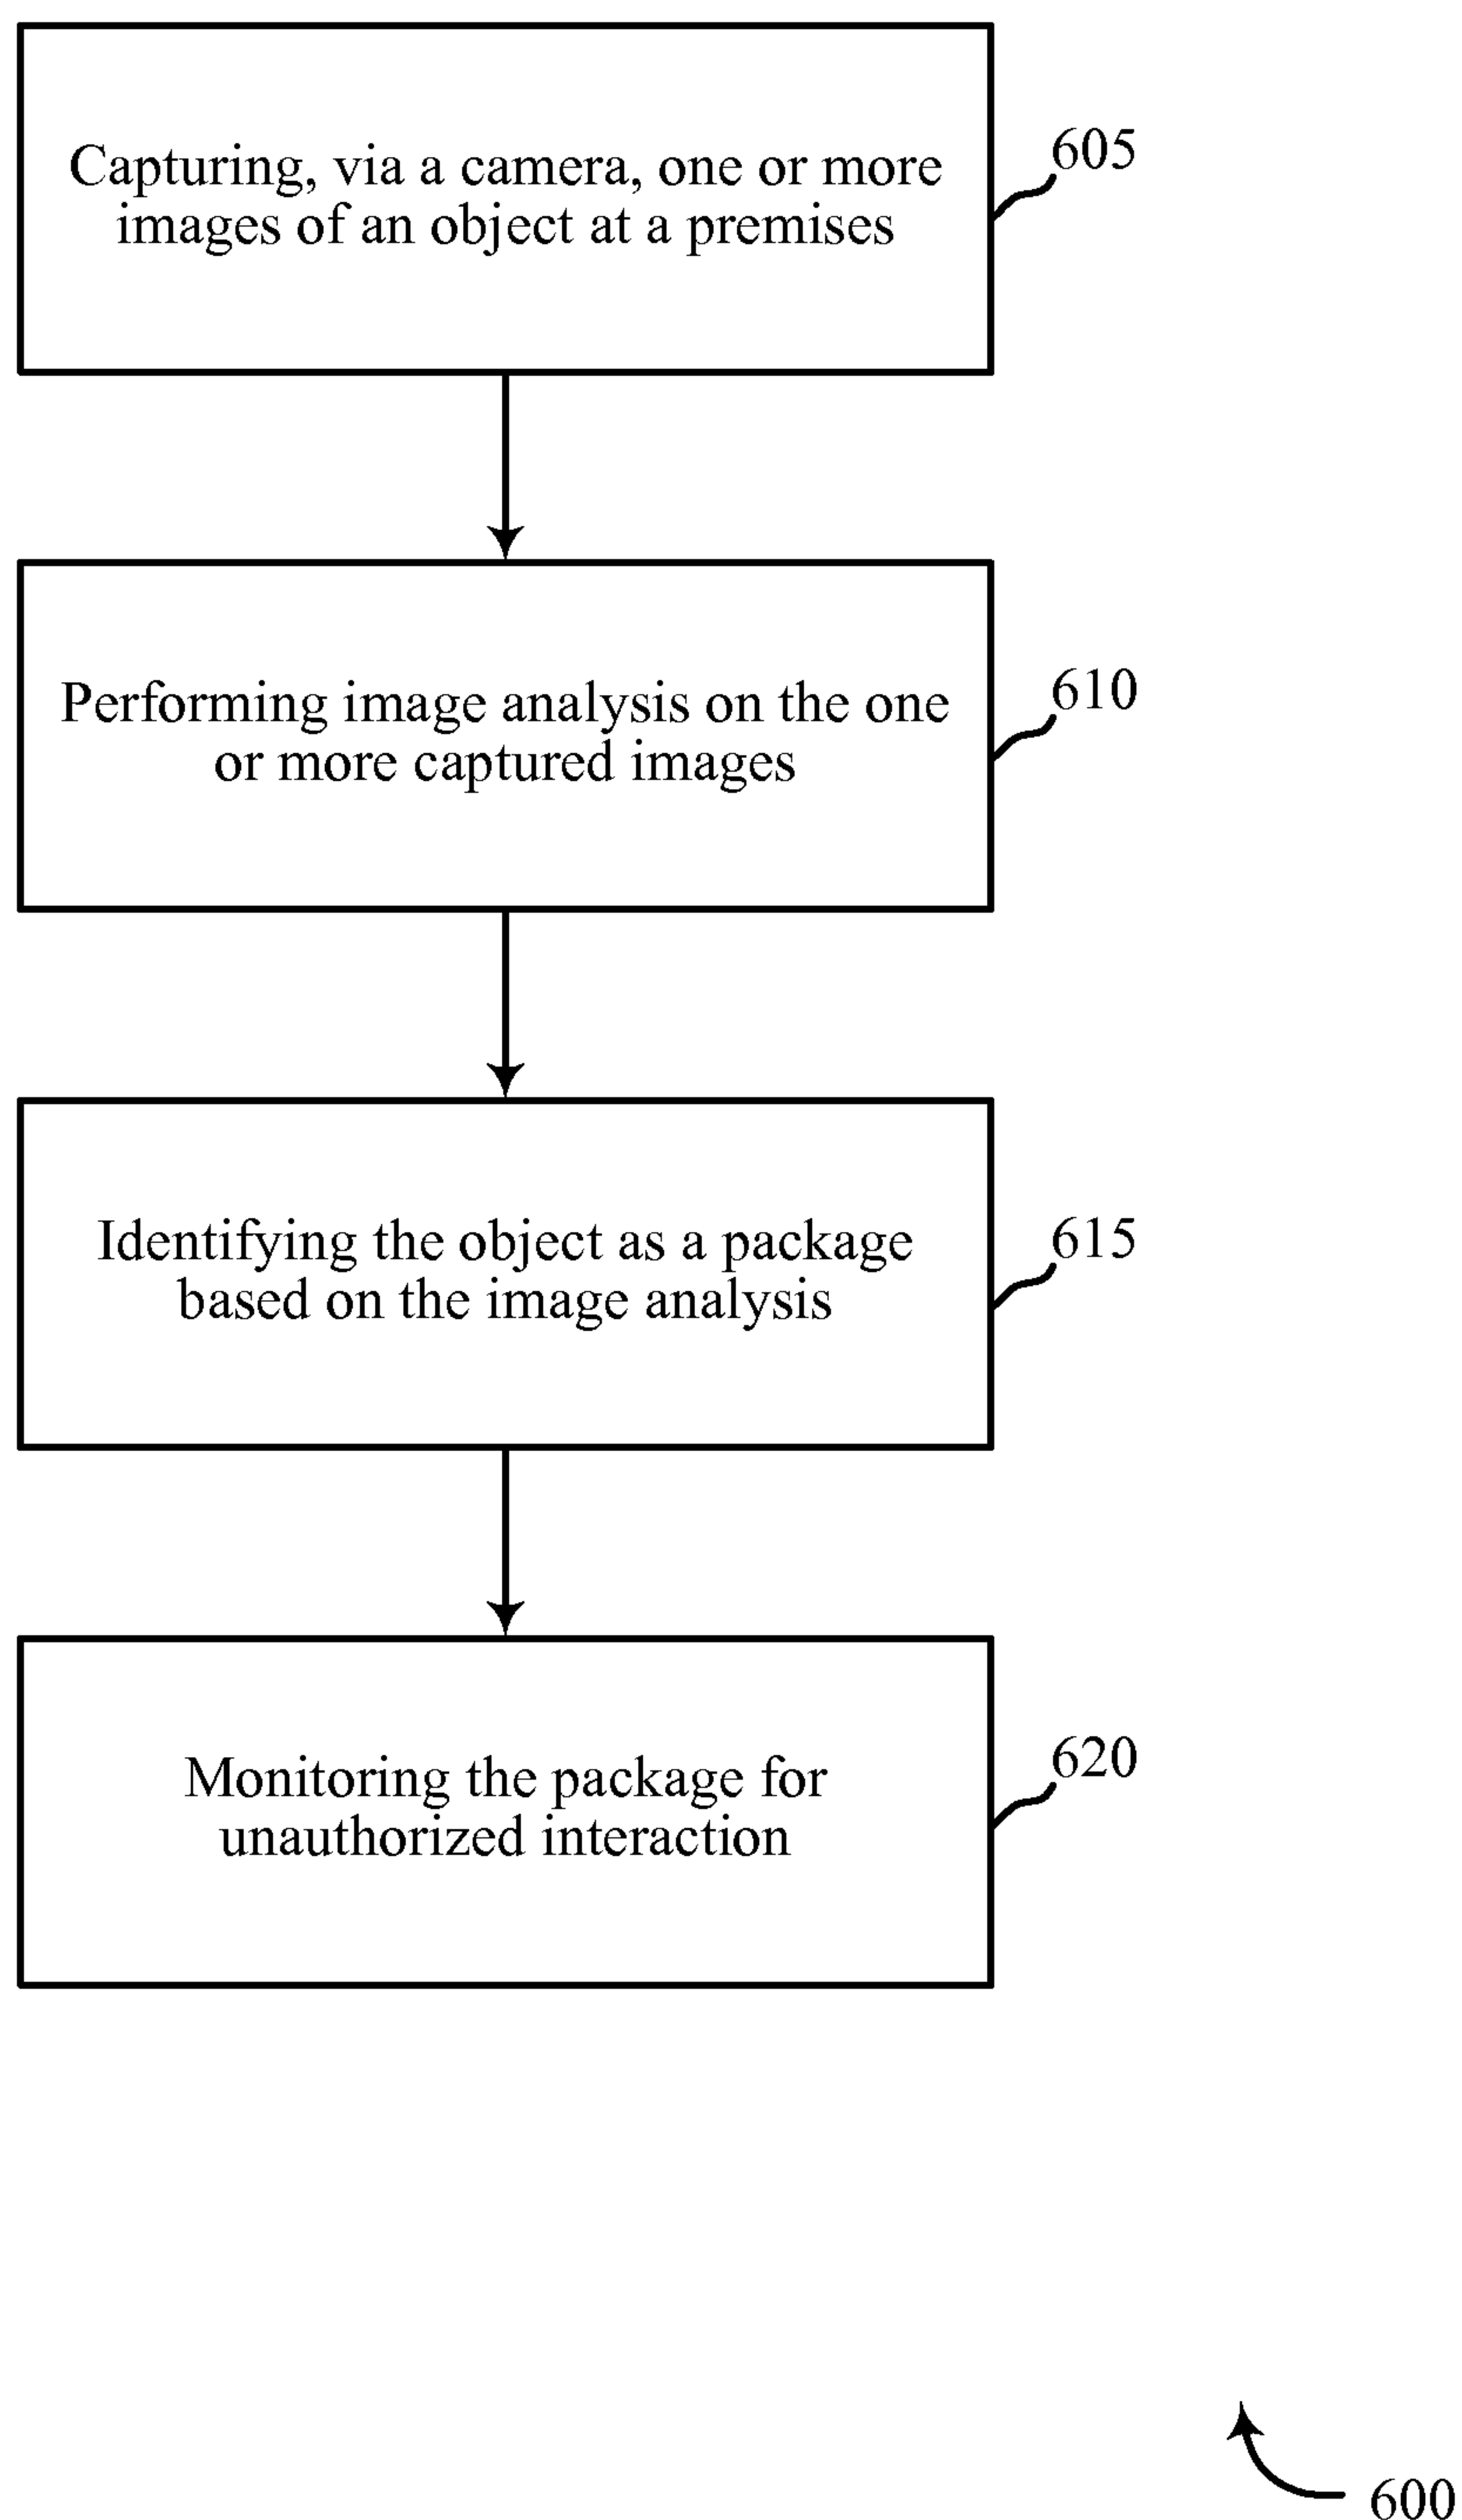 Capturing, via a camera, one or more
images of an object at a premises
605
Performing image analysis on the one
or more captured images
610
Identifying the object as a package
based on the image analysis
615
Monitoring the package for
unauthorized interaction
620
600